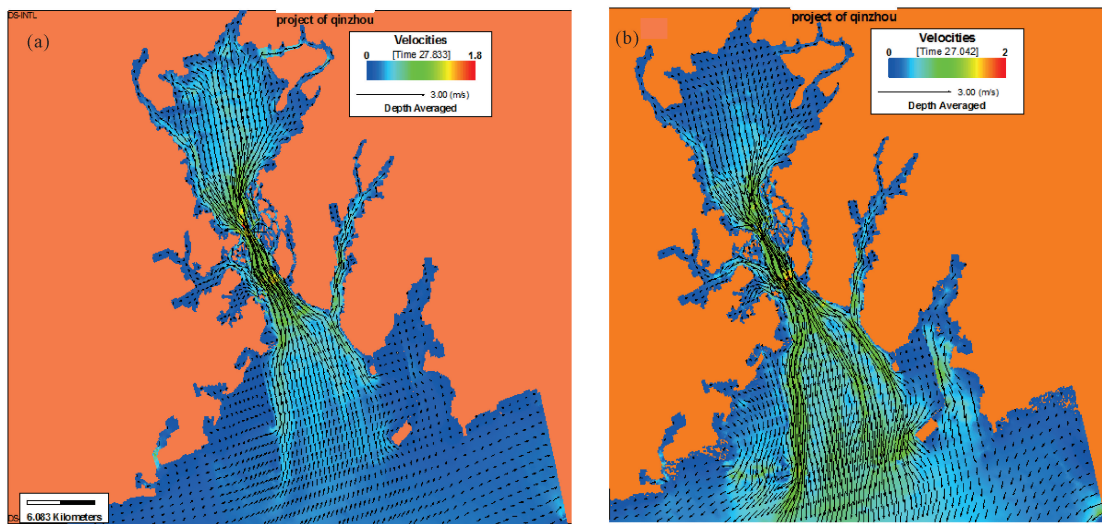 DS-INTL
project of qinzhou
(a)
Velocities
[Time 27.833]
0
1.8
3.00 (m/s)
Depth Averaged
6.083 Kilometers
project of qinzhou
(b)
Velocities
[Time 27.042]
0
2
3.00 (m/s)
Depth Averaged